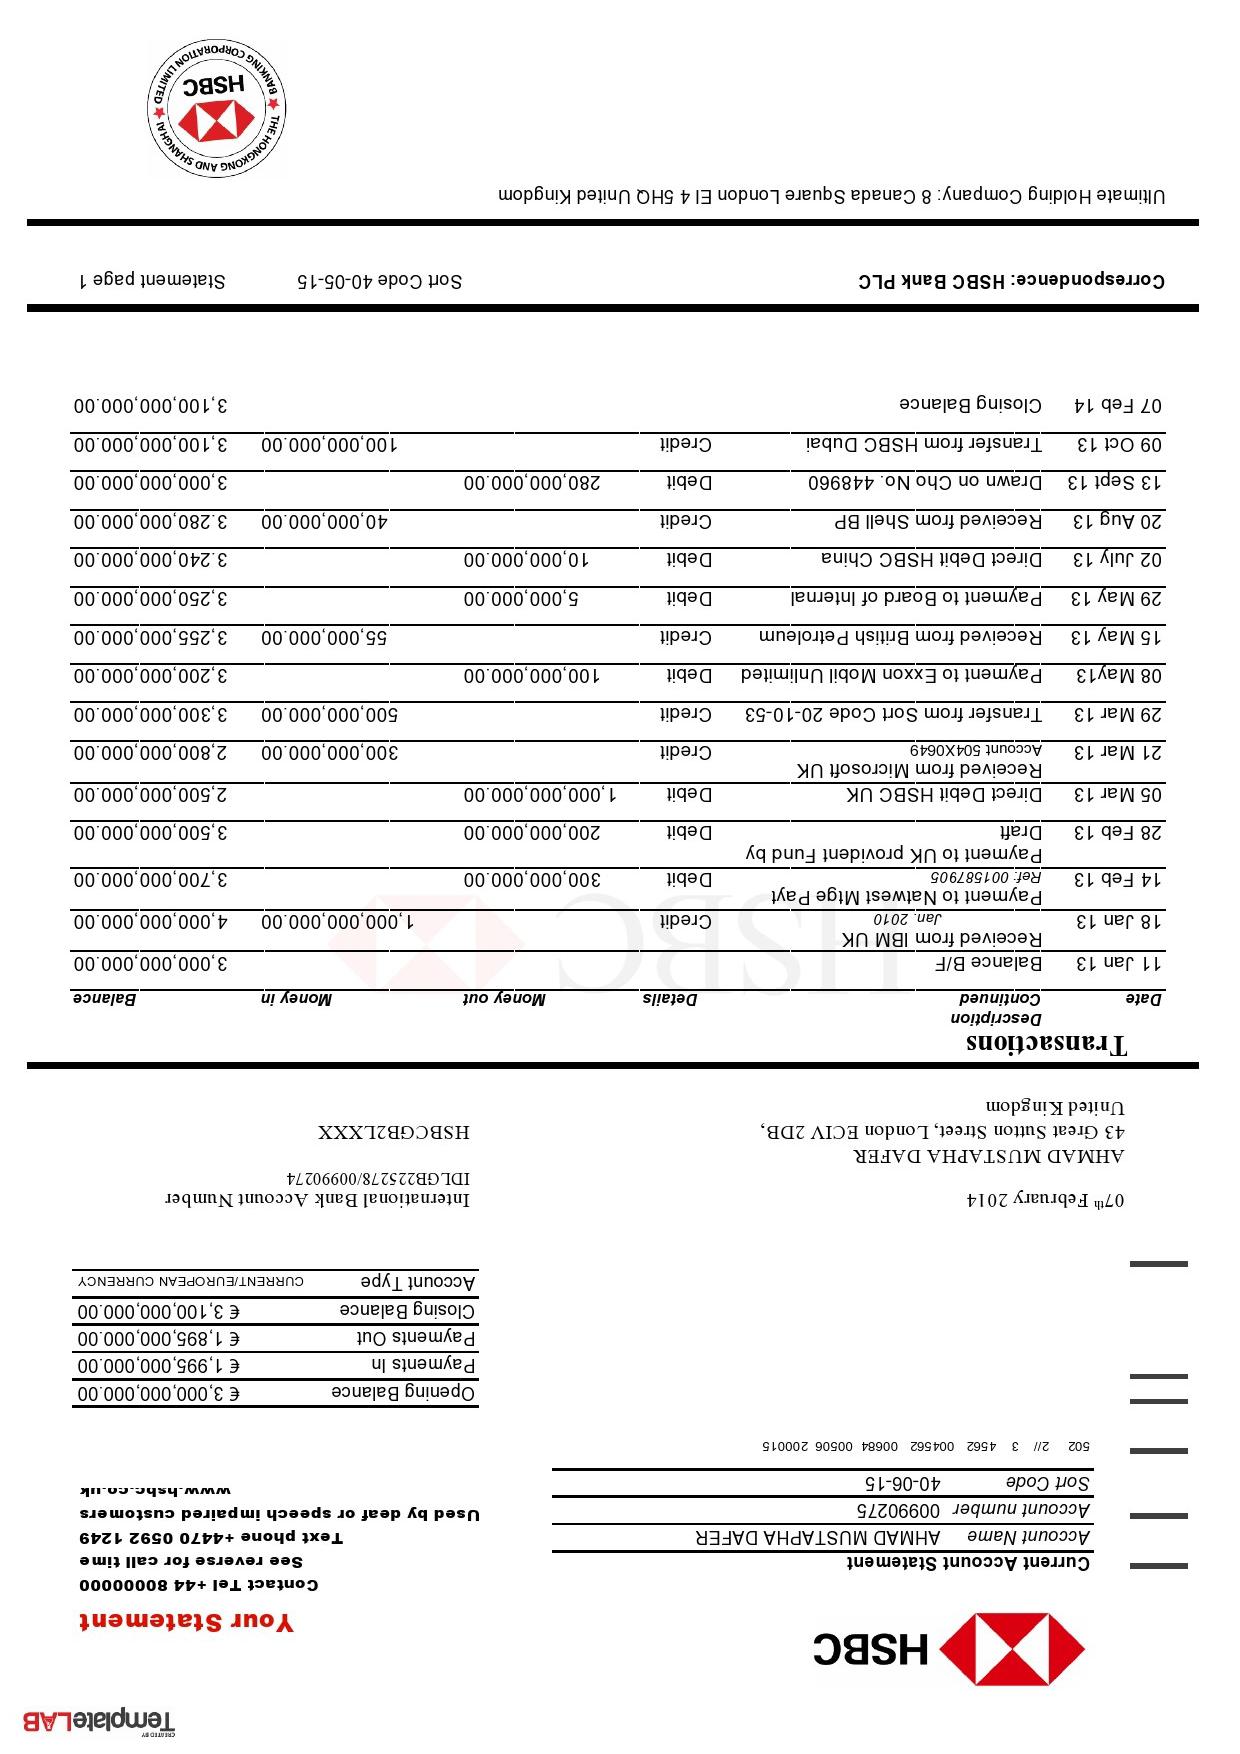 CREATED BY
TemplateLAB
HSBC
Your Statement
Contact Tel +44 80000000
See reverse for call time
Text phone +4470 0592 1249
Used by deaf or speech impaired customers
www.hsbc.co.uk
Current Account Statement
Account Name AHMAD MUSTAPHA DAFER
Account number 00990275
Sort Code 40-06-15
502 2// 3 4562 004562 00684 00506 200015
Opening Balance € 3,000,000,000.00
Payments In € 1,995,000,000.00
Payments Out € 1,895,000,000.00
Closing Balance € 3,100,000,000.00
Account Type CURRENT/EUROPEAN CURRENCY
07th February 2014
AHMAD MUSTAPHA DAFER
43 Great Sutton Street, London ECIV 2DB,
United Kingdom
International Bank Account Number
IDLGB225278/00990274
HSBCGB2LXXX
Transactions
Description
Date Continued Details Money out Money in Balance
HSBC
11 Jan 13 Balance B/F 3,000,000,000.00
Received from IBM UK
18 Jan 13 Jan. 2010 Credit 1,000,000,000.00 4,000,000,000.00
Payment to Natwest Mtge Payt
14 Feb 13 Ref: 001587905 Debit 300,000,000.00 3,700,000,000.00
Payment to UK provident Fund by
28 Feb 13 Draft Debit 200,000,000.00 3,500,000,000.00
05 Mar 13 Direct Debit HSBC UK Debit 1,000,000,000.00 2,500,000,000.00
Received from Microsoft UK
21 Mar 13 Account 504X0649 Credit 300,000,000.00 2,800,000,000.00
29 Mar 13 Transfer from Sort Code 20-10-53 Credit 500,000,000.00 3,300,000,000.00
08 May13 Payment to Exxon Mobil Unlimited Debit 100,000,000.00 3,200,000,000.00
15 May 13 Received from British Petroleum Credit 55,000,000.00 3,255,000,000.00
29 May 13 Payment to Board of Internal Debit 5,000,000.00 3,250,000,000.00
02 July 13 Direct Debit HSBC China Debit 10,000,000.00 3.240,000,000.00
20 Aug 13 Received from Shell BP Credit 40,000,000.00 3.280,000,000.00
13 Sept 13 Drawn on Cho No. 448960 Debit 280,000,000.00 3,000,000,000.00
09 Oct 13 Transfer from HSBC Dubai Credit 100,000,000.00 3,100,000,000.00
07 Feb 14 Closing Balance 3,100,000,000.00
Correspondence: HSBC Bank PLC Sort Code 40-05-15 Statement page 1
Ultimate Holding Company: 8 Canada Square London EI 4 5HQ United Kingdom
THE HONGKONG AND SHANGHAI
BANKING CORPORATION LIMITED
HSBC